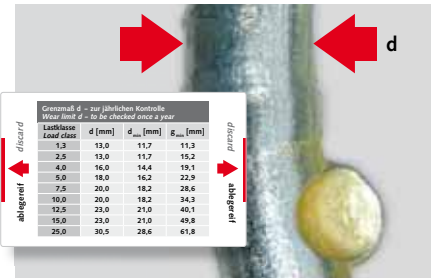 d
Grenzmaß d – zur jährlichen Kontrolle
Wear limit d – to be checked once a year
Lastklasse d [mm] dmin [mm] gmin [mm]
Load class
1,3 13,0 11,7 11,3
2,5 13,0 11,7 15,2
4,0 16,0 14,4 19,1
5,0 18,0 16,2 22,9
7,5 20,0 18,2 28,6
10,0 20,0 18,2 34,3
12,5 23,0 21,0 40,1
15,0 23,0 21,0 49,8
25,0 30,5 28,6 61,8
discard
ablegereif
discard
ablegereif